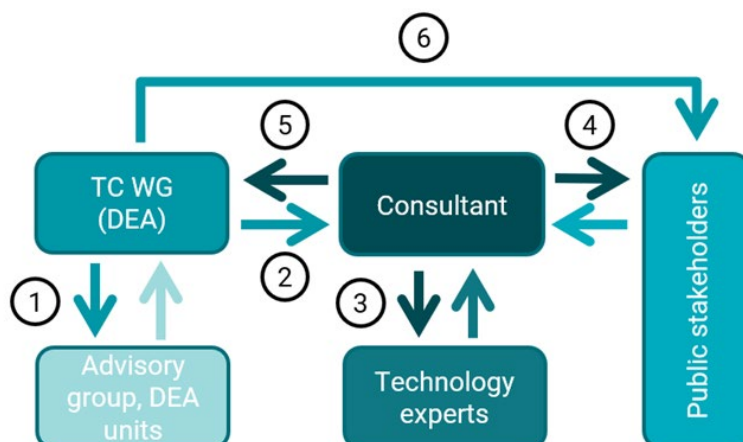 6
5
4
TC WG
(DEA)
Consultant
Public stakeholders
2
1
3
Advisory
group, DEA
units
Technology
experts